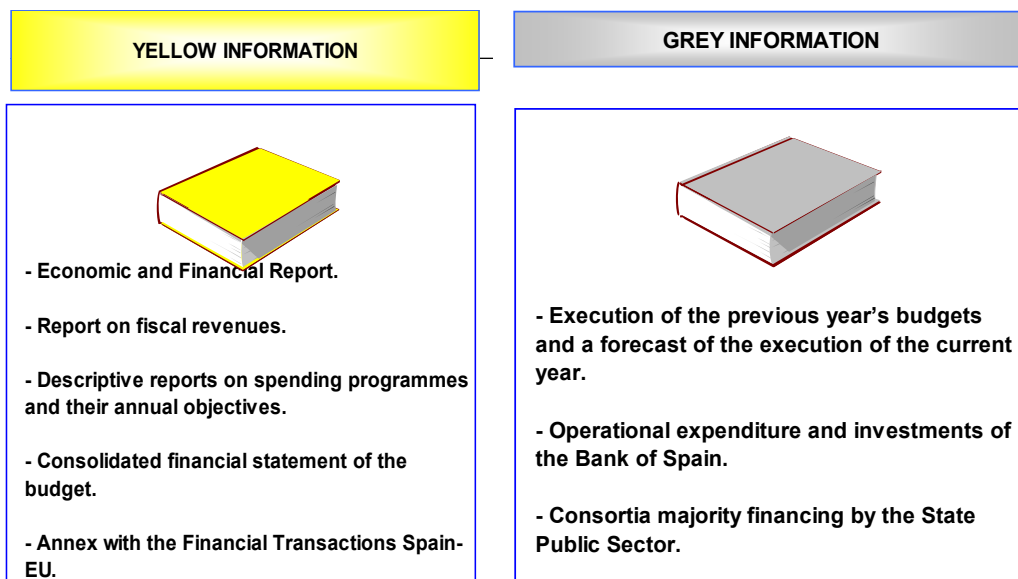 YELLOW INFORMATION
- Economic and Financial Report.
- Report on fiscal revenues.
- Descriptive reports on spending programmes
and their annual objectives.
- Consolidated financial statement of the
budget.
- Annex with the Financial Transactions Spain-
EU.
GREY INFORMATION
- Execution of the previous year’s budgets
and a forecast of the execution of the current
year.
- Operational expenditure and investments of
the Bank of Spain.
- Consortia majority financing by the State
Public Sector.